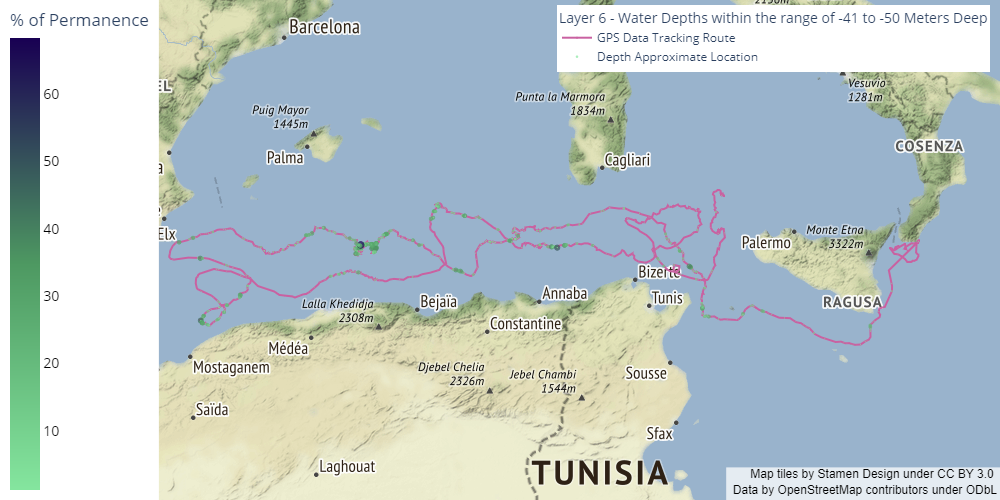 % of Permanence
60
50
40
30
20
10
Layer 6 - Water Depths within the range of -41 to -50 Meters Deep
GPS Data Tracking Route
Depth Approximate Location
Barcelona
EL
Puig Mayor
1445m
Palma
a
Elx
Punta la Marmora
1834m
Cagliari
2130m
Vesuvio
1281m
COSENZA
Palermo
Monte Etna
3322m
RAGUSA
Bizerte
Tunis
Annaba
Bejaïa
Lalla Khedidja
2308m
Constantine
Médéa
Mostaganem
Djebel Chelia
2326m
Jebel Chambi
1544m
Sousse
Saïda
Sfax
Laghouat
TUNISIA
Map tiles by Stamen Design under CC BY 3.0
Data by OpenStreetMap contributors under ODbL